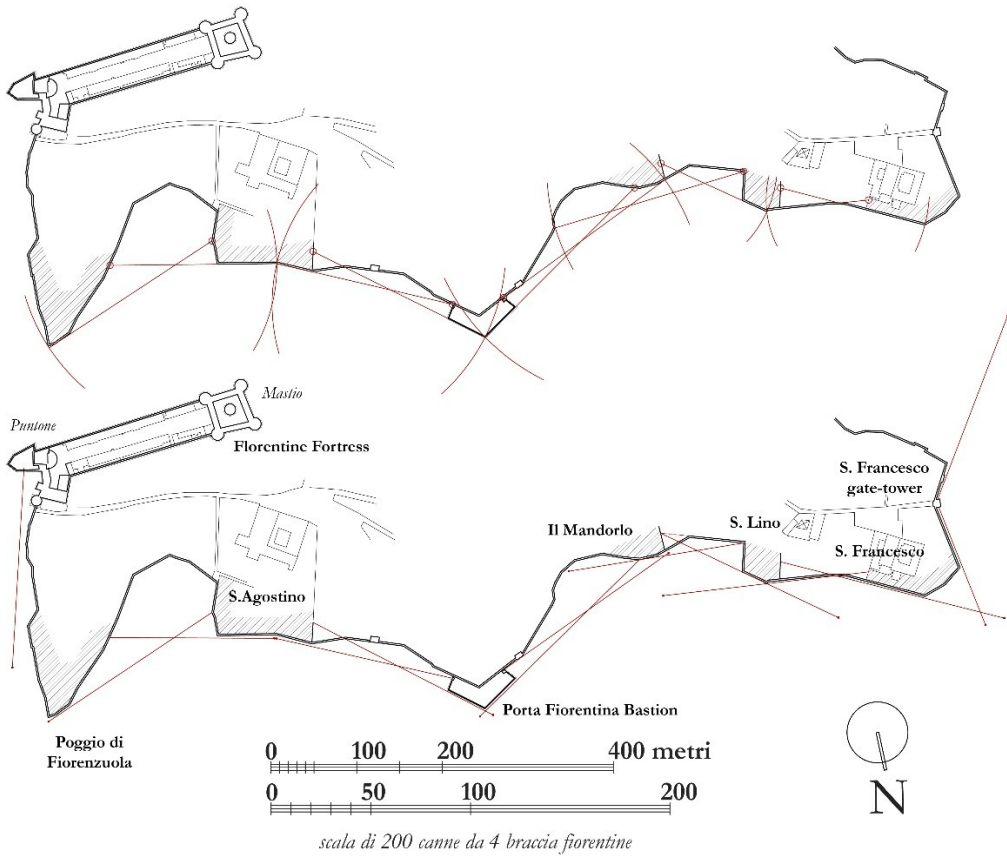 Mastio
Puntone
Florentine Fortress
S. Francesco
gate-tower
Il Mandorlo
S. Lino
S. Francesco
S.Agostino
Porta Fiorentina Bastion
Poggio di
Fiorenzuola
0 100 200 400 metri
0 50 100 200
N
scala di 200 canne da 4 braccia fiorentine